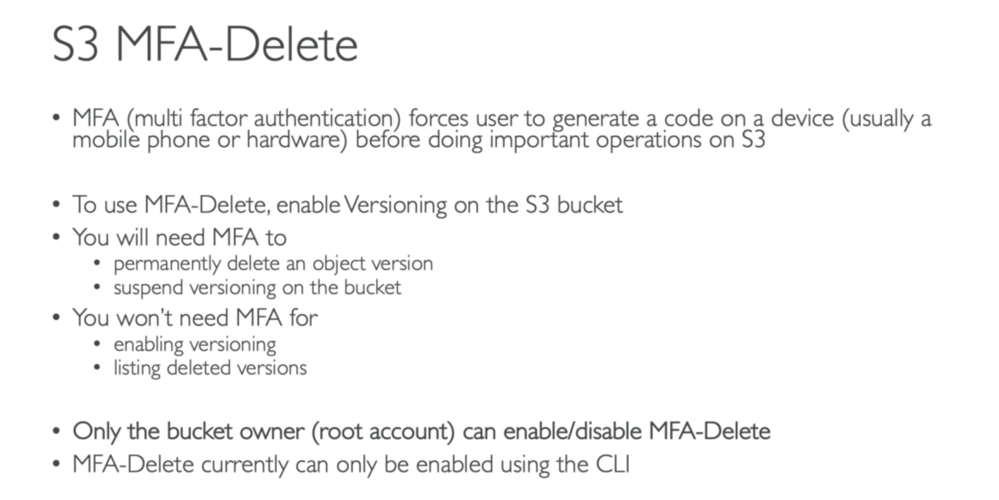 S3 MFA-Delete
• MFA (multi factor authentication) forces user to generate a code on a device (usually a
mobile phone or hardware) before doing important operations on S3
• To use MFA-Delete, enable Versioning on the S3 bucket
• You will need MFA to
• permanently delete an object version
• suspend versioning on the bucket
• You won't need MFA for
• enabling versioning
• listing deleted versions
• Only the bucket owner (root account) can enable/disable MFA-Delete
• MFA-Delete currently can only be enabled using the CLI